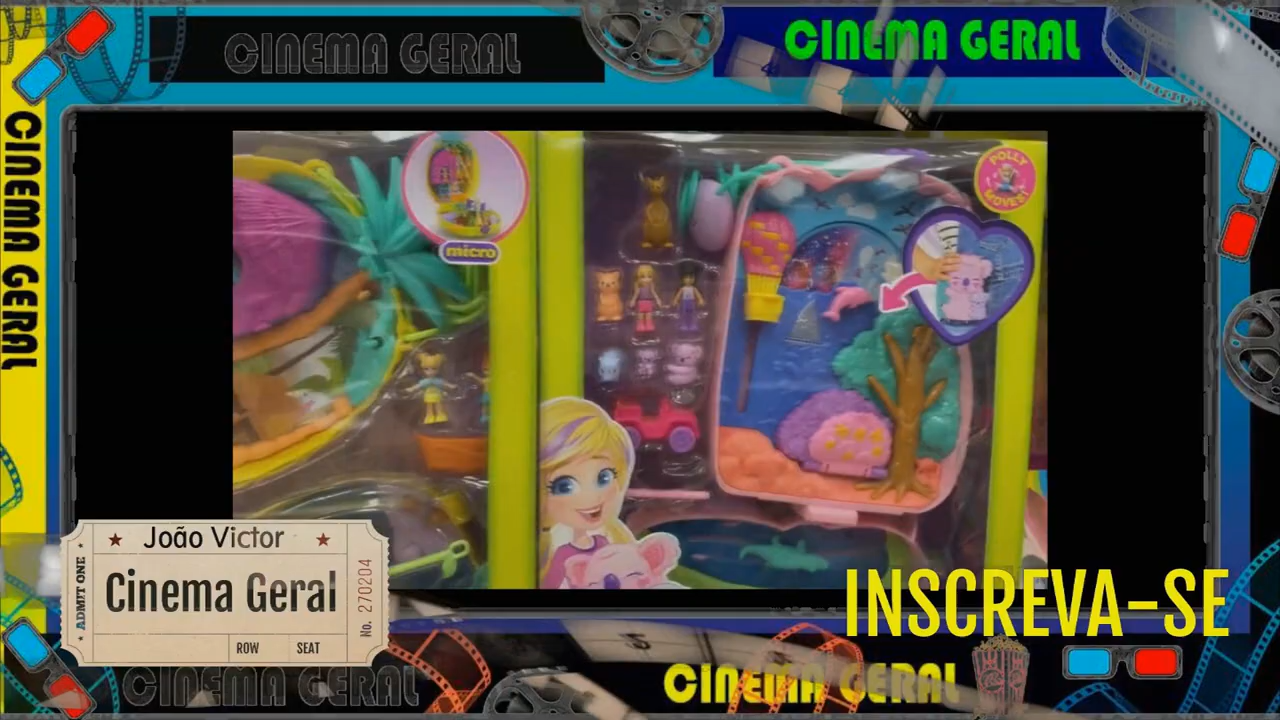 CINEMA GERAL
CINEMA GERAL
CINEMA GERAL
micro
POLLY
MOVES!
João Victor
ADMIT ONE
Cinema Geral
No. 270204
ROW
SEAT
INSCREVA-SE
CINEMA GERAL
CINEMA GERAL